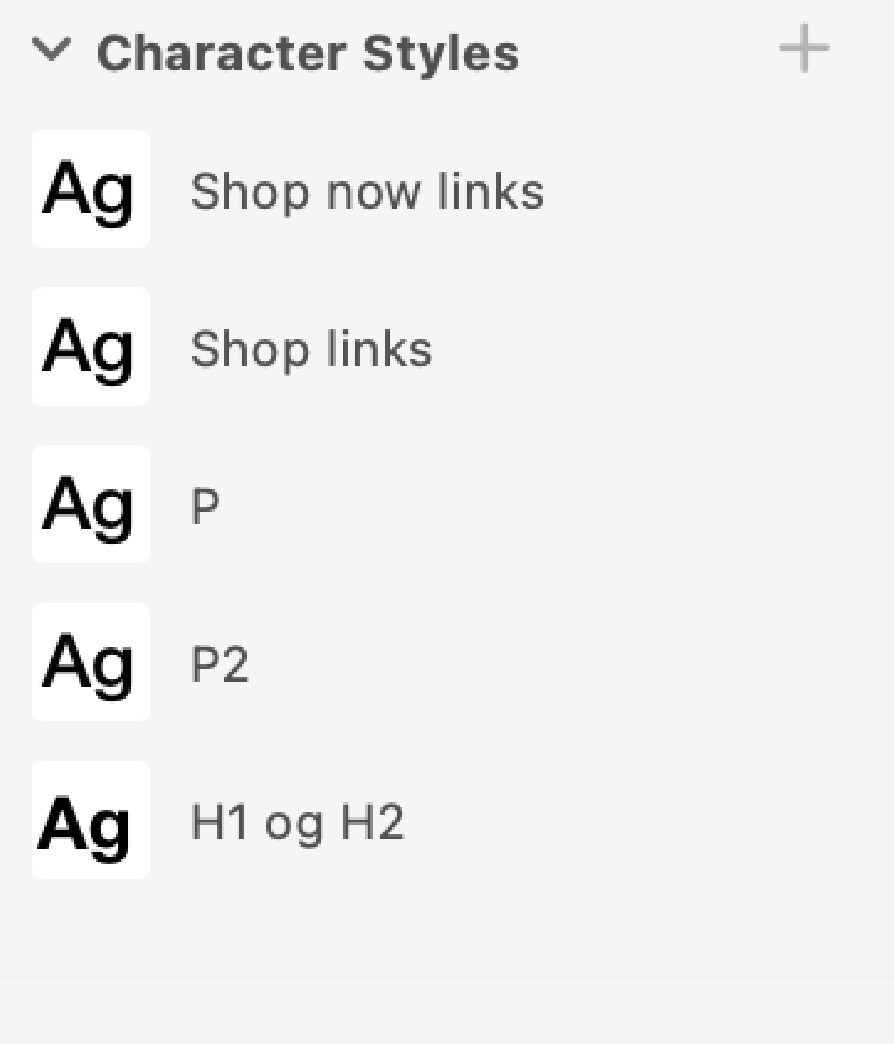 Character Styles
Ag Shop now links
Ag Shop links
Ag P
Ag P2
Ag H1 og H2